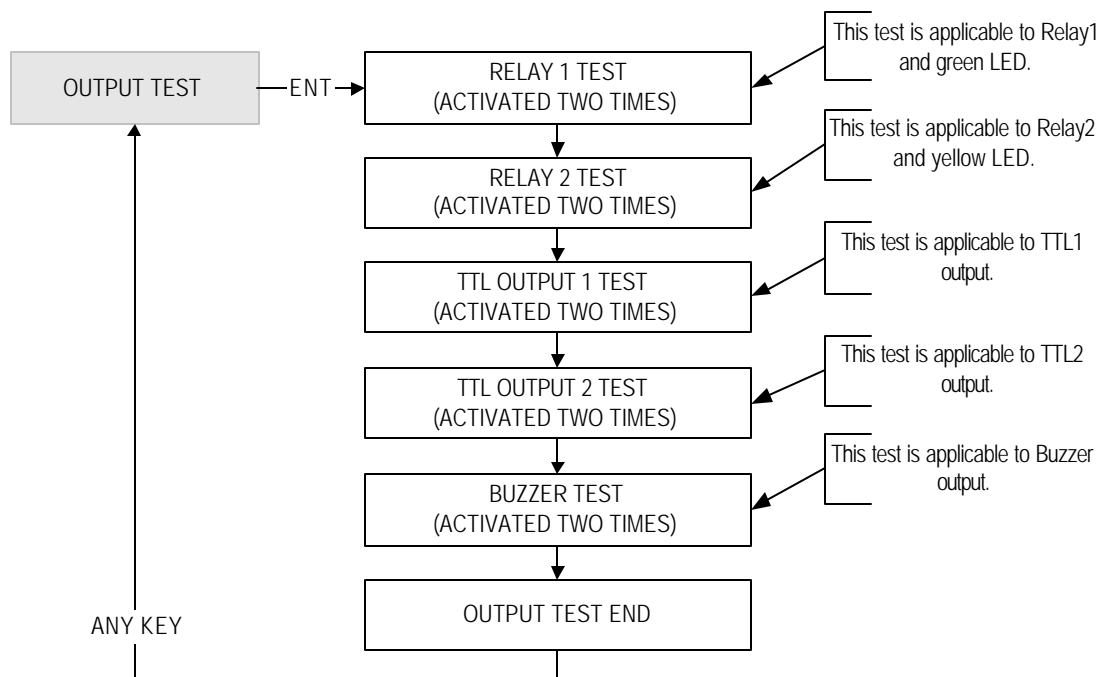 OUTPUT TEST
ENT
RELAY 1 TEST
(ACTIVATED TWO TIMES)
This test is applicable to Relay1
and green LED.
RELAY 2 TEST
(ACTIVATED TWO TIMES)
This test is applicable to Relay2
and yellow LED.
TTL OUTPUT 1 TEST
(ACTIVATED TWO TIMES)
This test is applicable to TTL1
output.
TTL OUTPUT 2 TEST
(ACTIVATED TWO TIMES)
This test is applicable to TTL2
output.
BUZZER TEST
(ACTIVATED TWO TIMES)
This test is applicable to Buzzer
output.
OUTPUT TEST END
ANY KEY